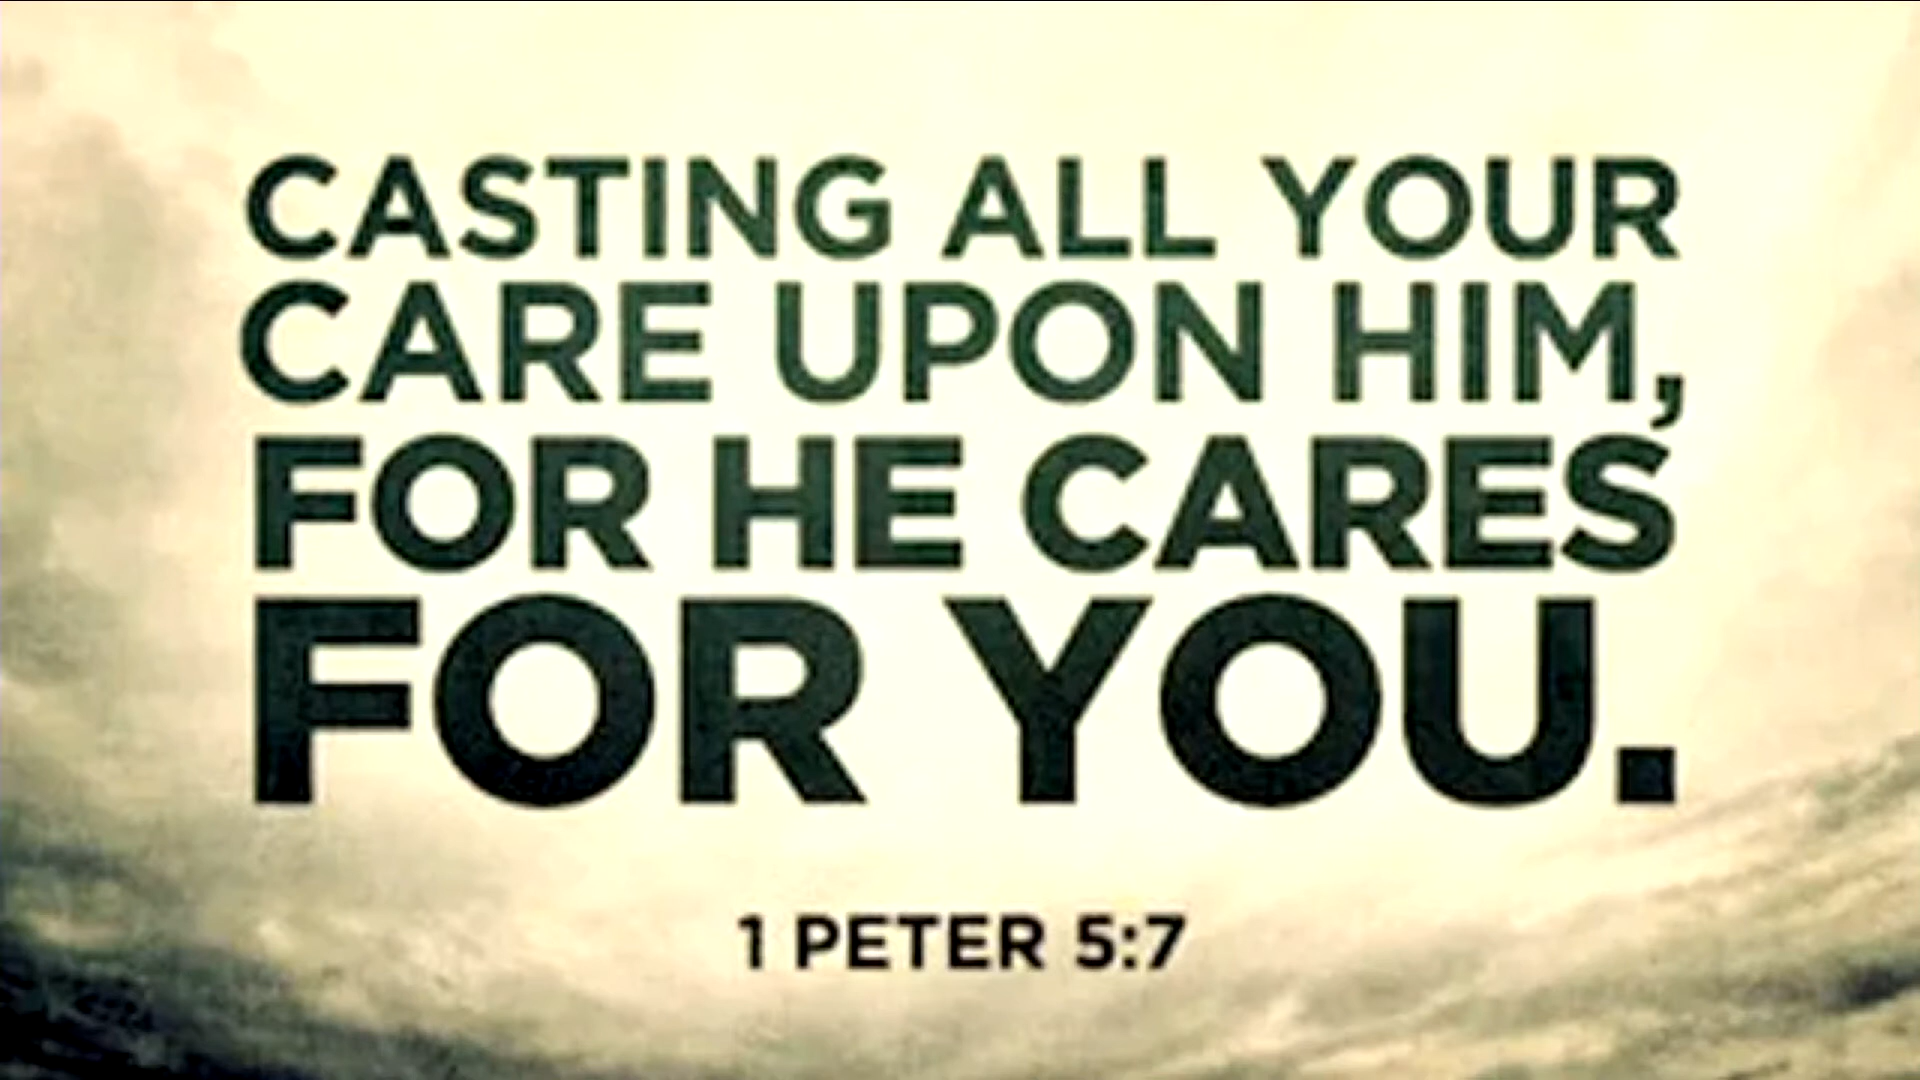 CASTING ALL YOUR
CARE UPON HIM,
FOR HE CARES
FOR YOU.
1 PETER 5:7